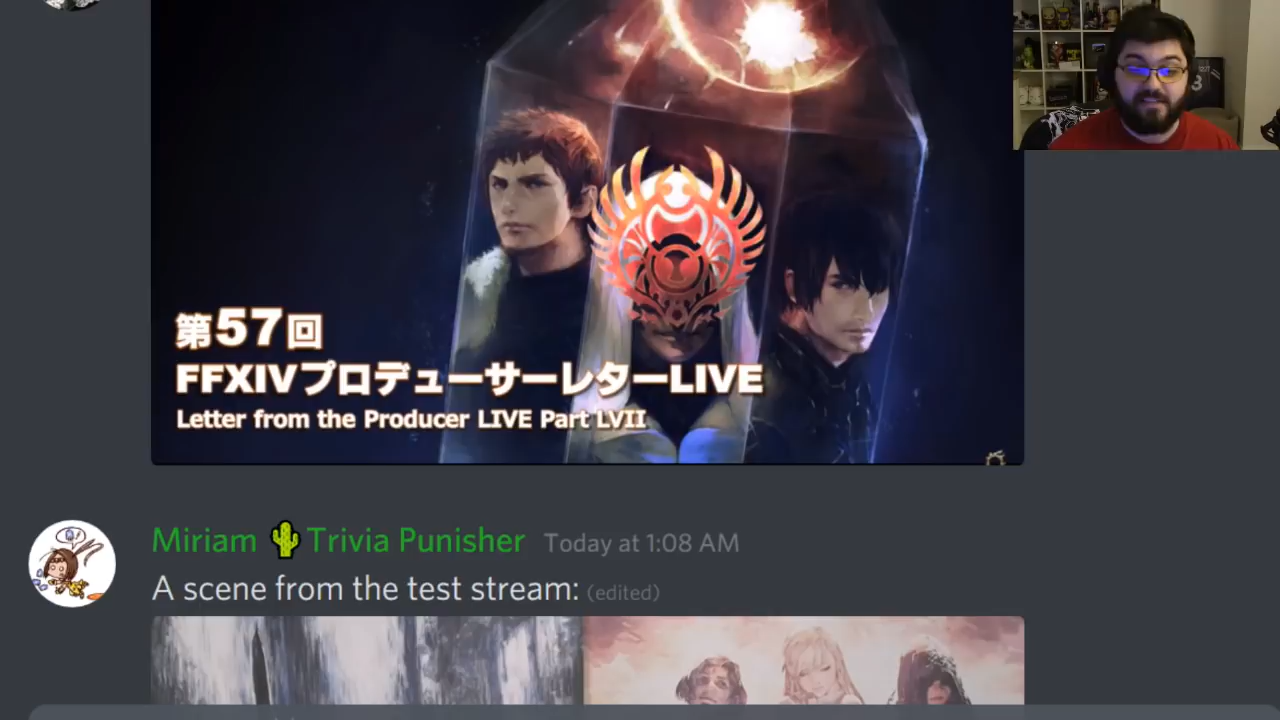 第57回
FFXIVプロデューサーレターLIVE
Letter from the Producer LIVE Part LVII
Miriam 🌵 Trivia Punisher Today at 1:08 AM
A scene from the test stream: (edited)